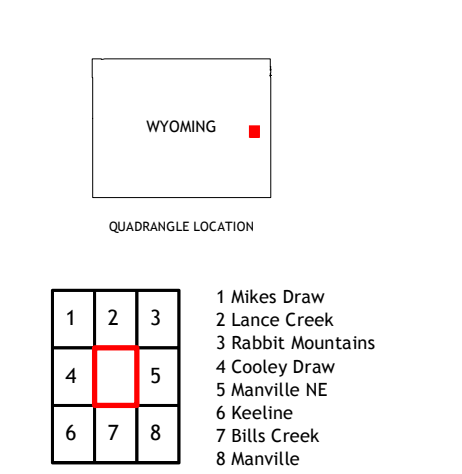 WYOMING
QUADRANGLE LOCATION
1 2 3
4 5
6 7 8
1 Mikes Draw
2 Lance Creek
3 Rabbit Mountains
4 Cooley Draw
5 Manville NE
6 Keeline
7 Bills Creek
8 Manville